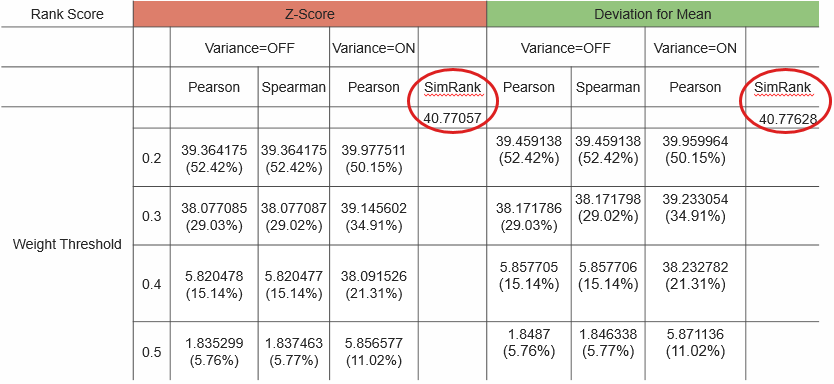 Rank Score Z-Score Deviation for Mean
Variance=OFF Variance=ON Variance=OFF Variance=ON
Pearson Spearman Pearson SimRank Pearson Spearman Pearson SimRank
40.77057 40.77628
0.2 39.364175 39.364175 39.977511 39.459138 39.459138 39.959964
(52.42%) (52.42%) (50.15%) (52.42%) (52.42%) (50.15%)
0.3 38.077085 38.077087 39.145602 38.171786 38.171798 39.233054
(29.03%) (29.02%) (34.91%) (29.03%) (29.02%) (34.91%)
Weight Threshold
0.4 5.820478 5.820477 38.091526 5.857705 5.857706 38.232782
(15.14%) (15.14%) (21.31%) (15.14%) (15.14%) (21.31%)
0.5 1.835299 1.837463 5.856577 1.8487 1.846338 5.871136
(5.76%) (5.77%) (11.02%) (5.76%) (5.77%) (11.02%)